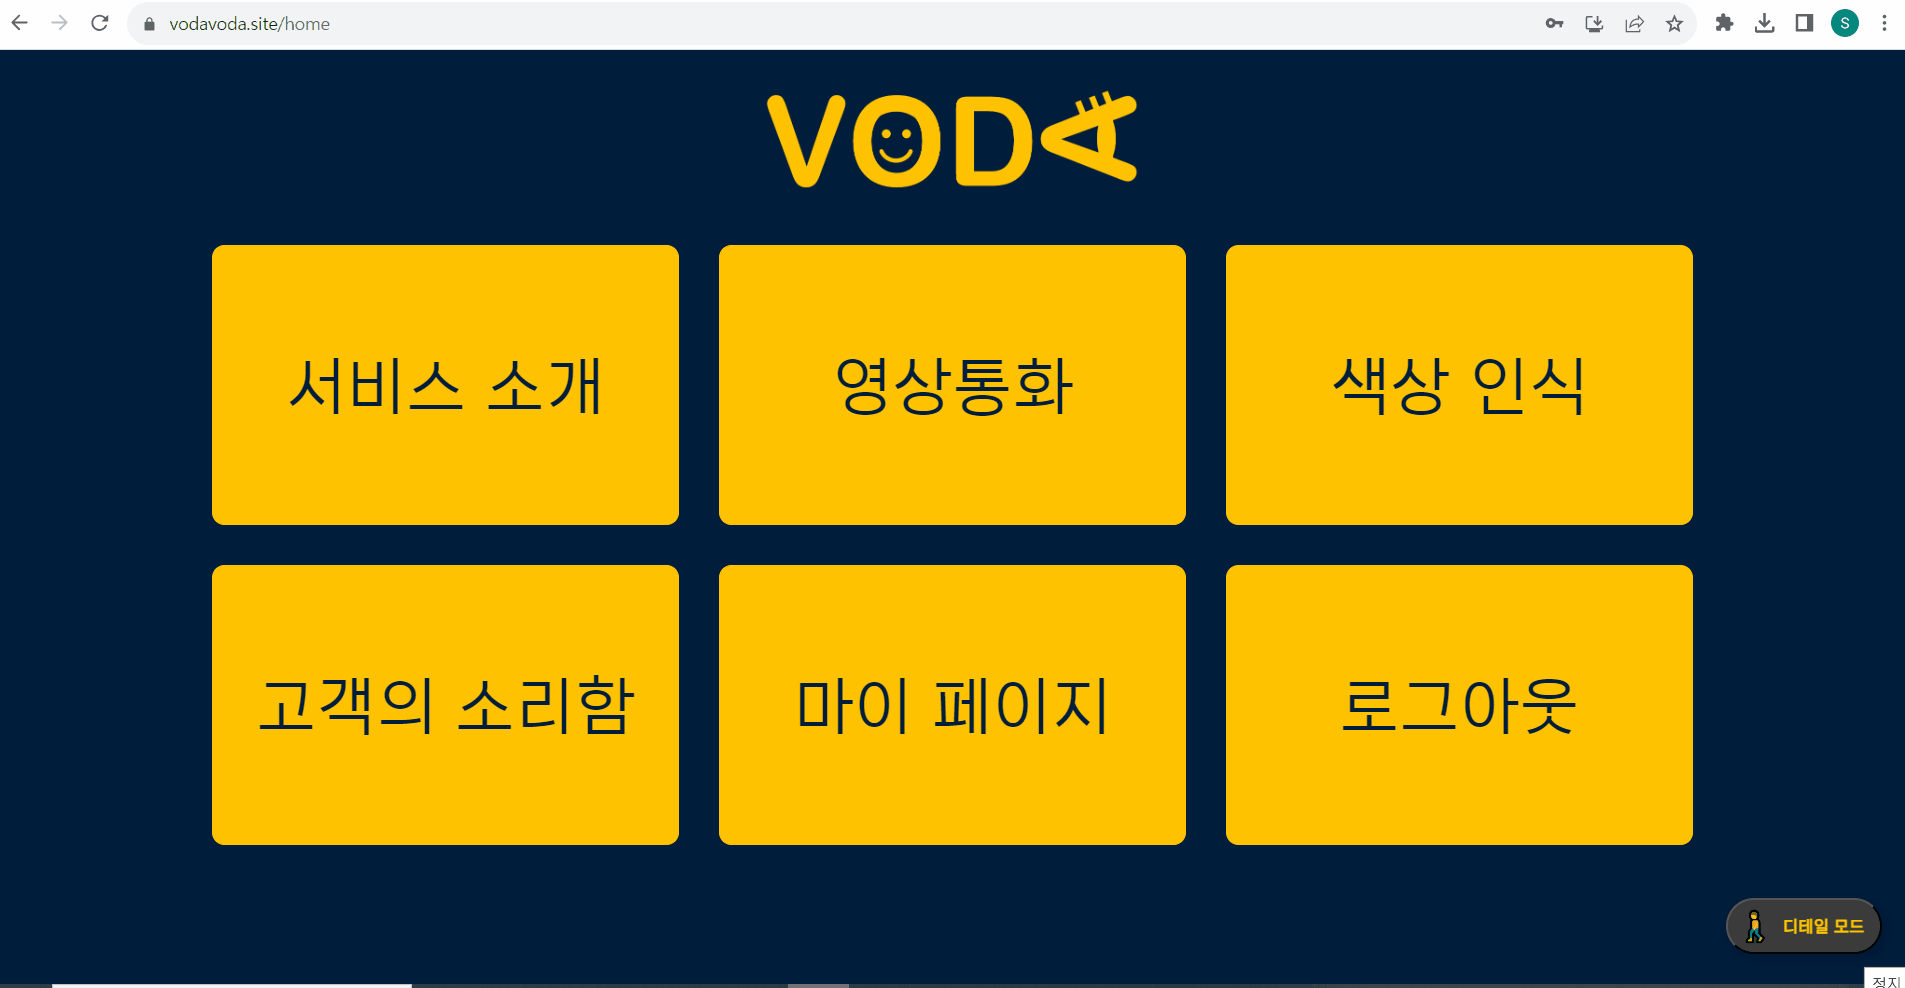 vodavoda.site/home
S
VODA
서비스 소개
영상통화
색상 인식
고객의 소리함
마이 페이지
로그아웃
디테일 모드
정지